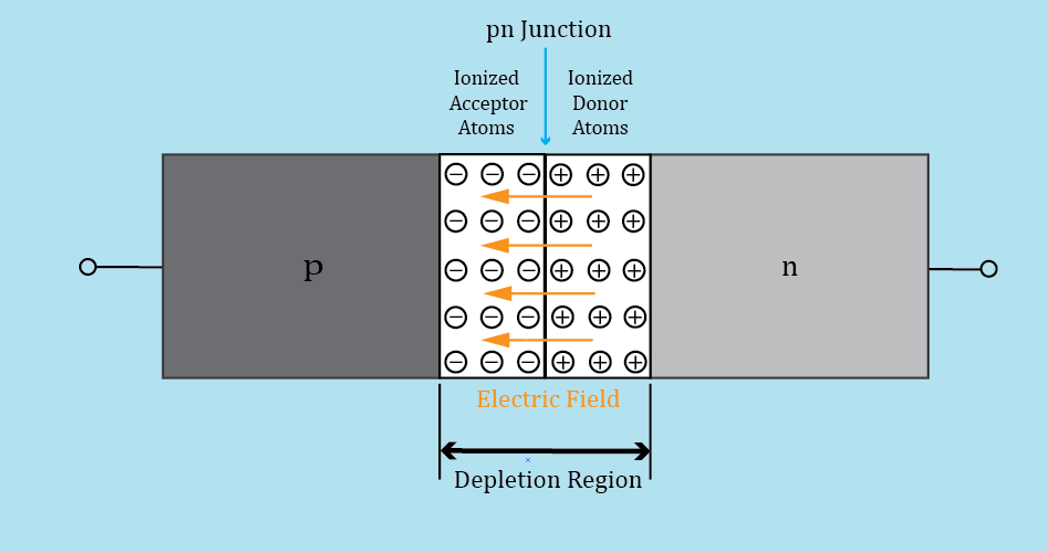 pn Junction
Ionized
Acceptor
Atoms
Ionized
Donor
Atoms
p
n
Electric Field
Depletion Region